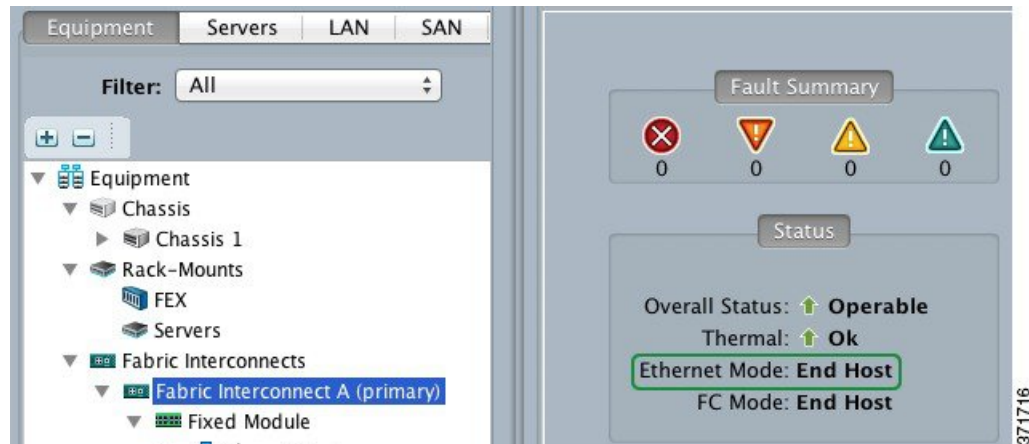 Equipment Servers LAN SAN
Filter: All
Equipment
Chassis
Chassis 1
Rack-Mounts
FEX
Servers
Fabric Interconnects
Fabric Interconnect A (primary)
Fixed Module
Fault Summary
0 0 0 0
Status
Overall Status: Operable
Thermal: Ok
Ethernet Mode: End Host
FC Mode: End Host
371716